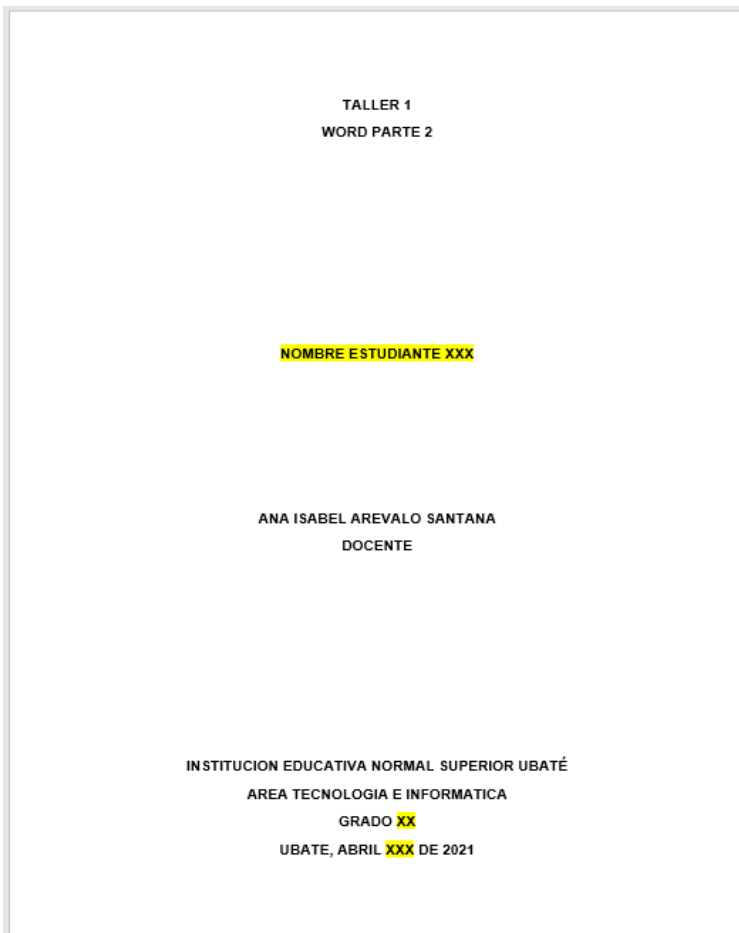 TALLER 1
WORD PARTE 2
NOMBRE ESTUDIANTE XXX
ANA ISABEL AREVALO SANTANA
DOCENTE
INSTITUCION EDUCATIVA NORMAL SUPERIOR UBATÉ
AREA TECNOLOGIA E INFORMATICA
GRADO XX
UBATE, ABRIL XXX DE 2021